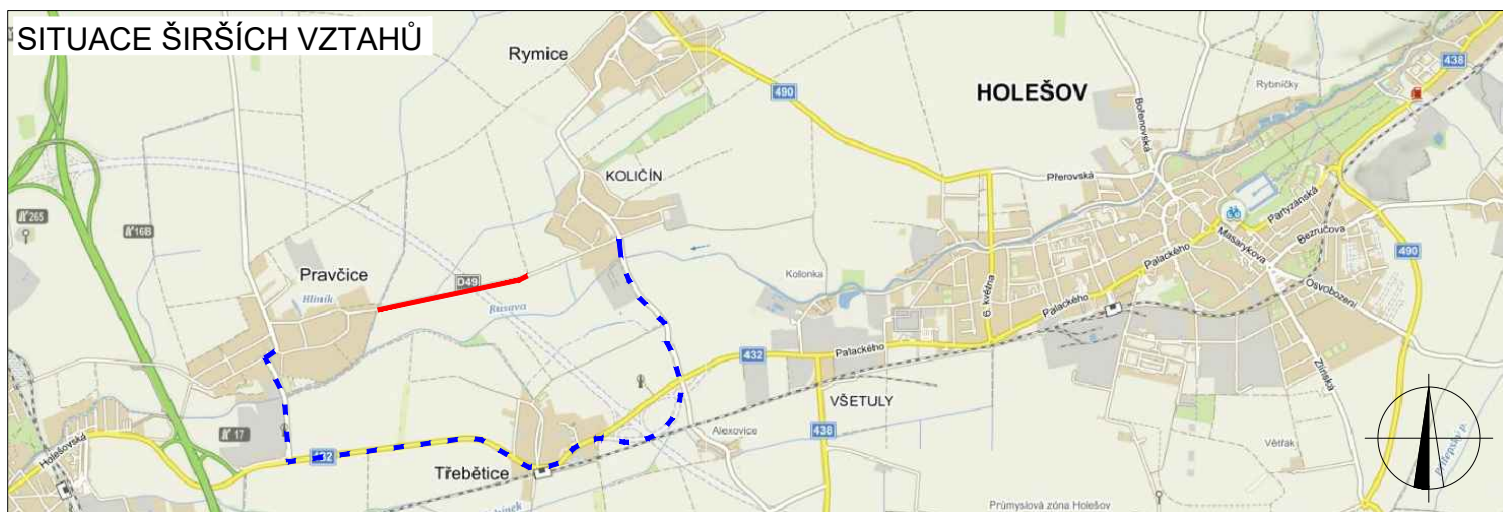 SITUACE ŠIRŠÍCH VZTAHŮ
Rymice
438
490
HOLEŠOV
Rybníčky
Bořenovská
KOLIČÍN
Přerovská
Partyzánská
265
16B
Masarykova
Bezručova
490
Pravčice
Hliník
D49
Rusava
Kolonka
6. května
Palackého
Palackého
Osvobození
432
Palackého
VŠETULY
Zlínská
Holešovská
17
432
Alexovice
438
Větřák
Třebětice
Průmyslová zóna Holešov